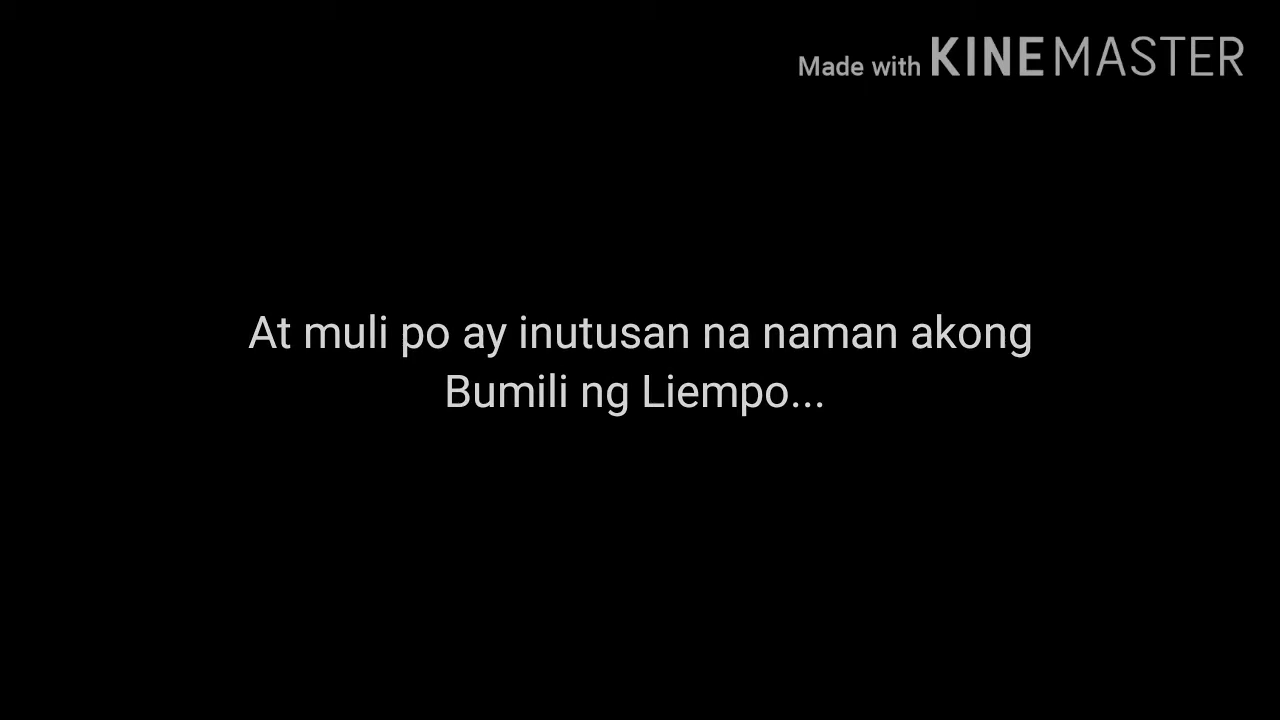 Made with KINEMASTER
At muli po ay inutusan na naman akong
Bumili ng Liempo...